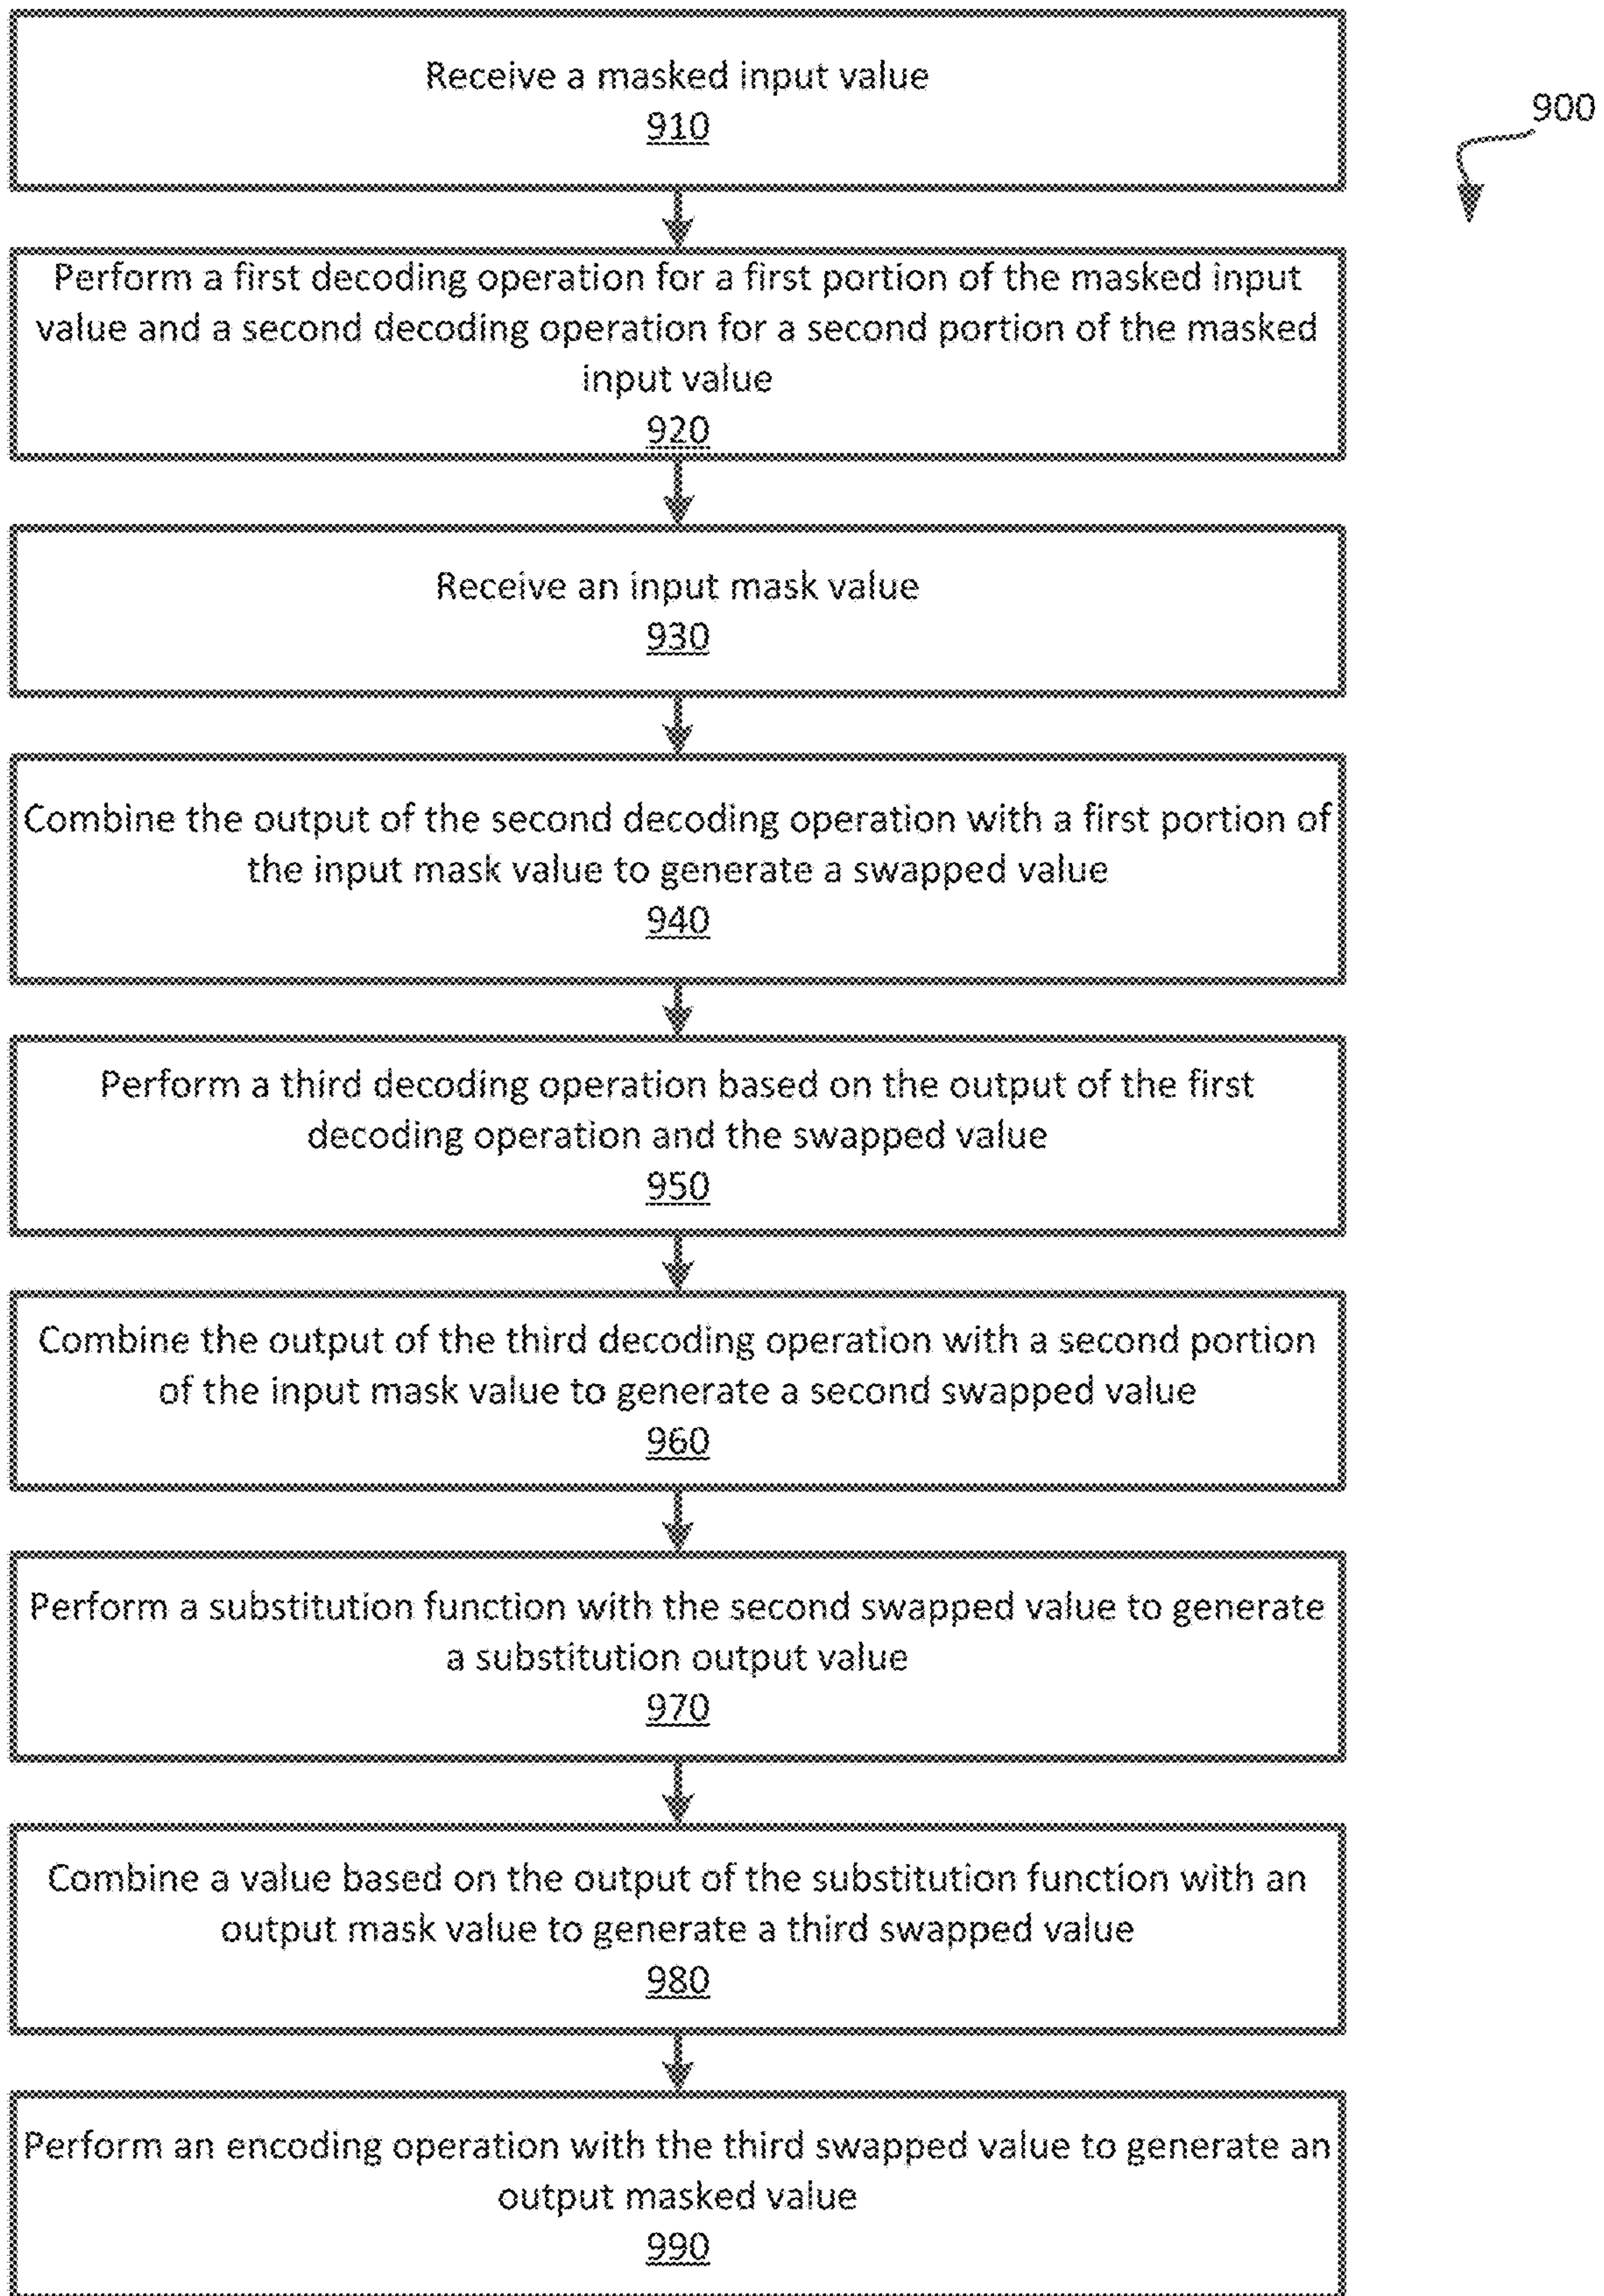 Receive a masked input value
910
900
Perform a first decoding operation for a first portion of the masked input
value and a second decoding operation for a second portion of the masked
input value
920
Receive an input mask value
930
Combine the output of the second decoding operation with a first portion of
the input mask value to generate a swapped value
940
Perform a third decoding operation based on the output of the first
decoding operation and the swapped value
950
Combine the output of the third decoding operation with a second portion
of the input mask value to generate a second swapped value
960
Perform a substitution function with the second swapped value to generate
a substitution output value
970
Combine a value based on the output of the substitution function with an
output mask value to generate a third swapped value
980
Perform an encoding operation with the third swapped value to generate an
output masked value
990